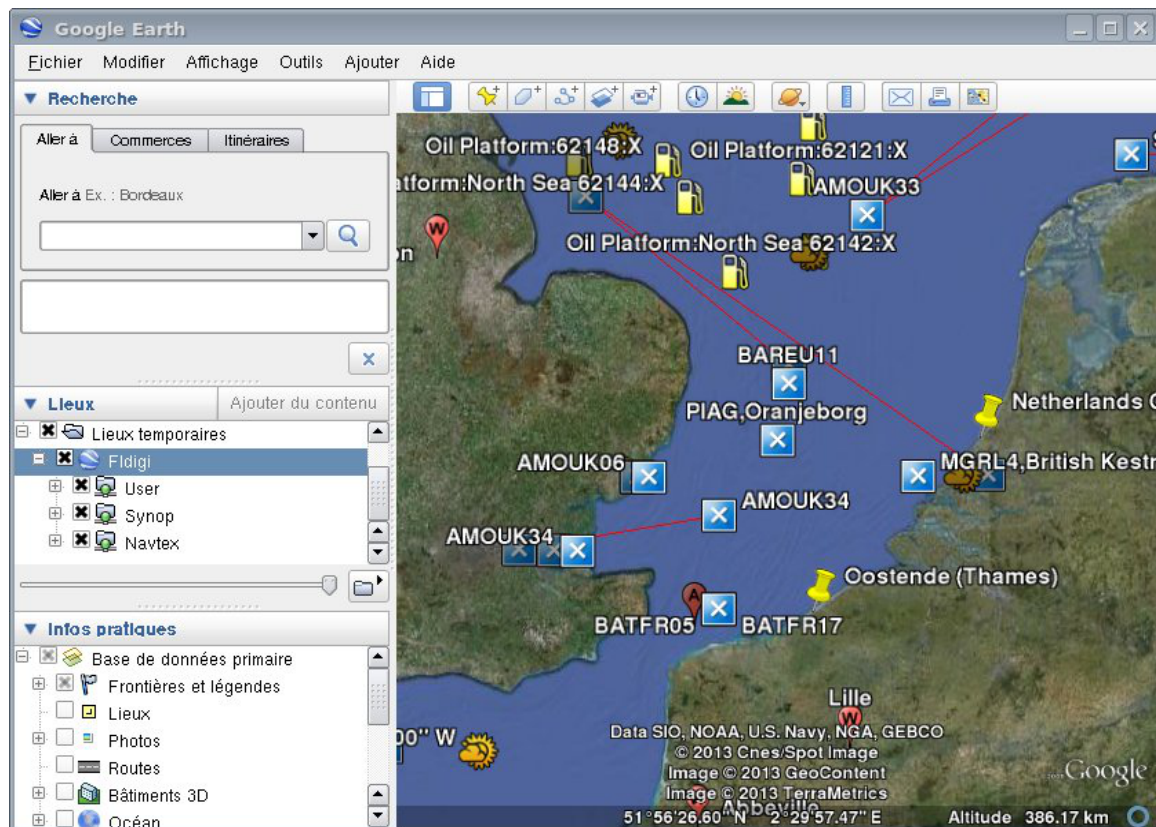 Google Earth
Fichier Modifier Affichage Outils Ajouter Aide
Recherche
Aller à Commerces Itinéraires
Aller à Ex. : Bordeaux
Lieux Ajouter du contenu
Lieux temporaires
Fldigi
User
Synop
Navtex
Infos pratiques
Base de données primaire
Frontières et légendes
Lieux
Photos
Routes
Bâtiments 3D
Océan
Oil Platform:62148:X
Oil Platform:62121:X
atform:North Sea 62144:X
AMOUK33
W
on
Oil Platform:North Sea 62142:X
BAREU11
Netherlands C
PIAG,Oranjeborg
AMOUK06
MGRL4,British Kestr
AMOUK34
AMOUK34
Oostende (Thames)
A
BATFR05
BATFR17
Lille
W
00" W
Data SIO, NOAA, U.S. Navy, NGA, GEBCO
© 2013 Cnes/Spot Image
Image © 2013 GeoContent
Image © 2013 TerraMetrics
Google
Abbeville
51°56'26.60" N 2°29'57.47" E Altitude 386.17 km